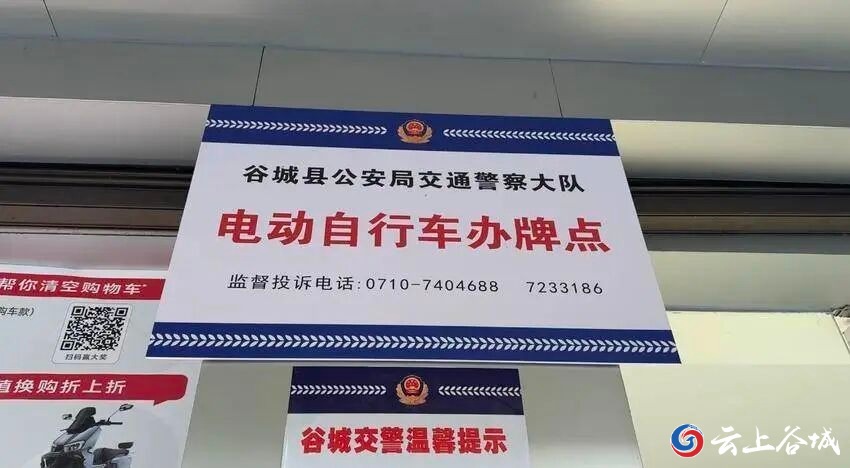 谷城县公安局交通警察大队
电动自行车办牌点
监督投诉电话:0710-7404688 7233186
帮你清空购物车
购车款)
扫码赢大奖
直换购折上折
谷城交警温馨提示
云上谷城